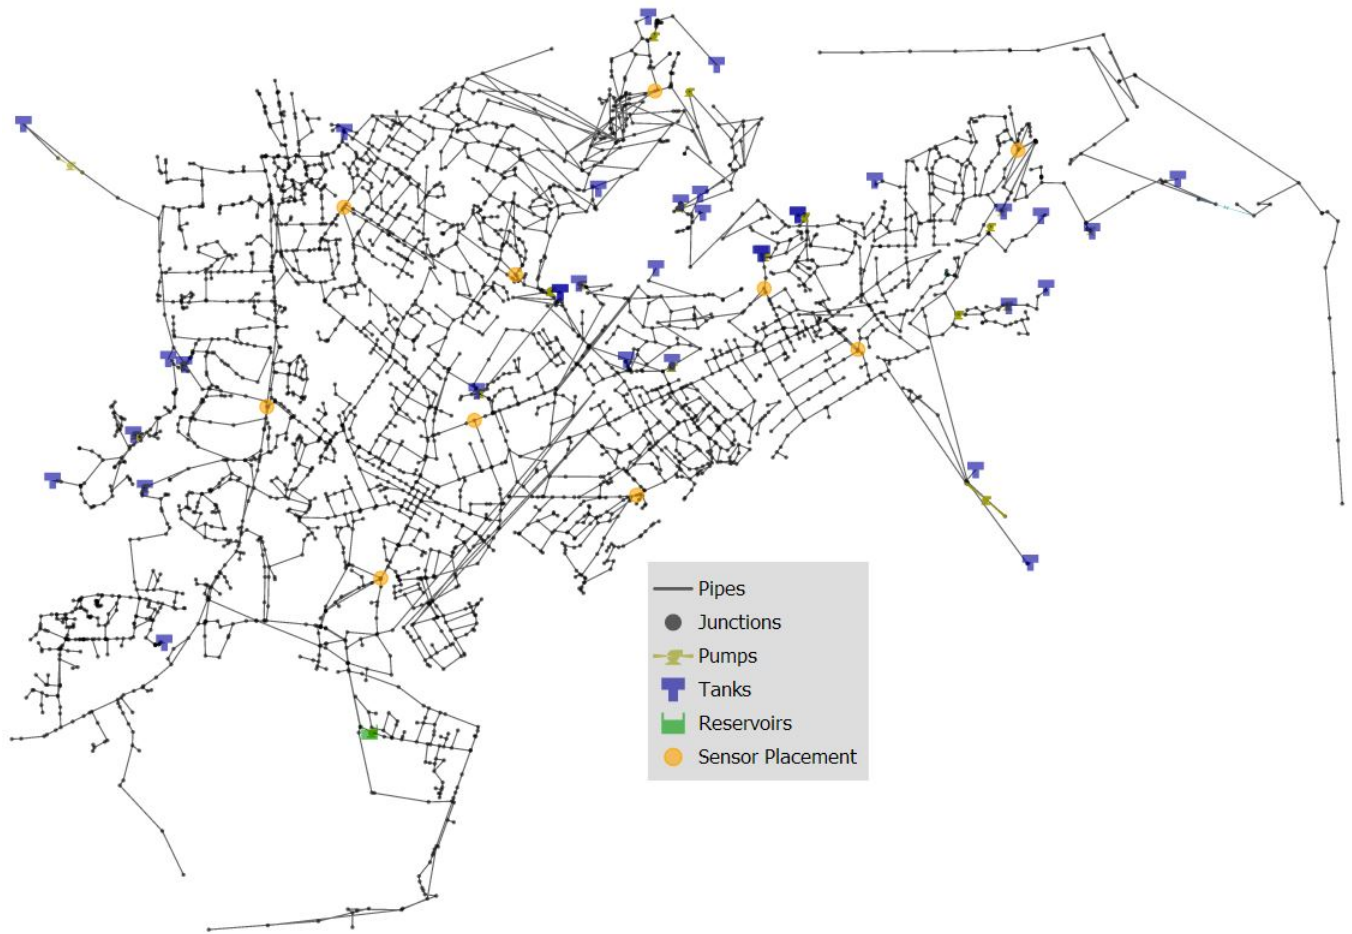 Pipes
Junctions
Pumps
Tanks
Reservoirs
Sensor Placement